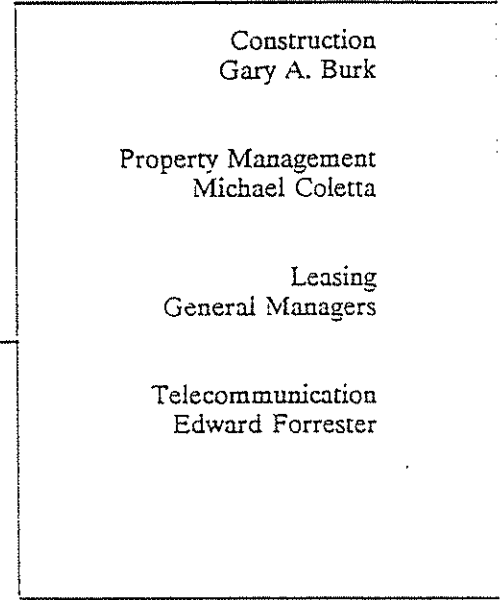 Construction
Gary A. Burk
Property Management
Michael Coletta
Leasing
General Managers
Telecommunication
Edward Forrester